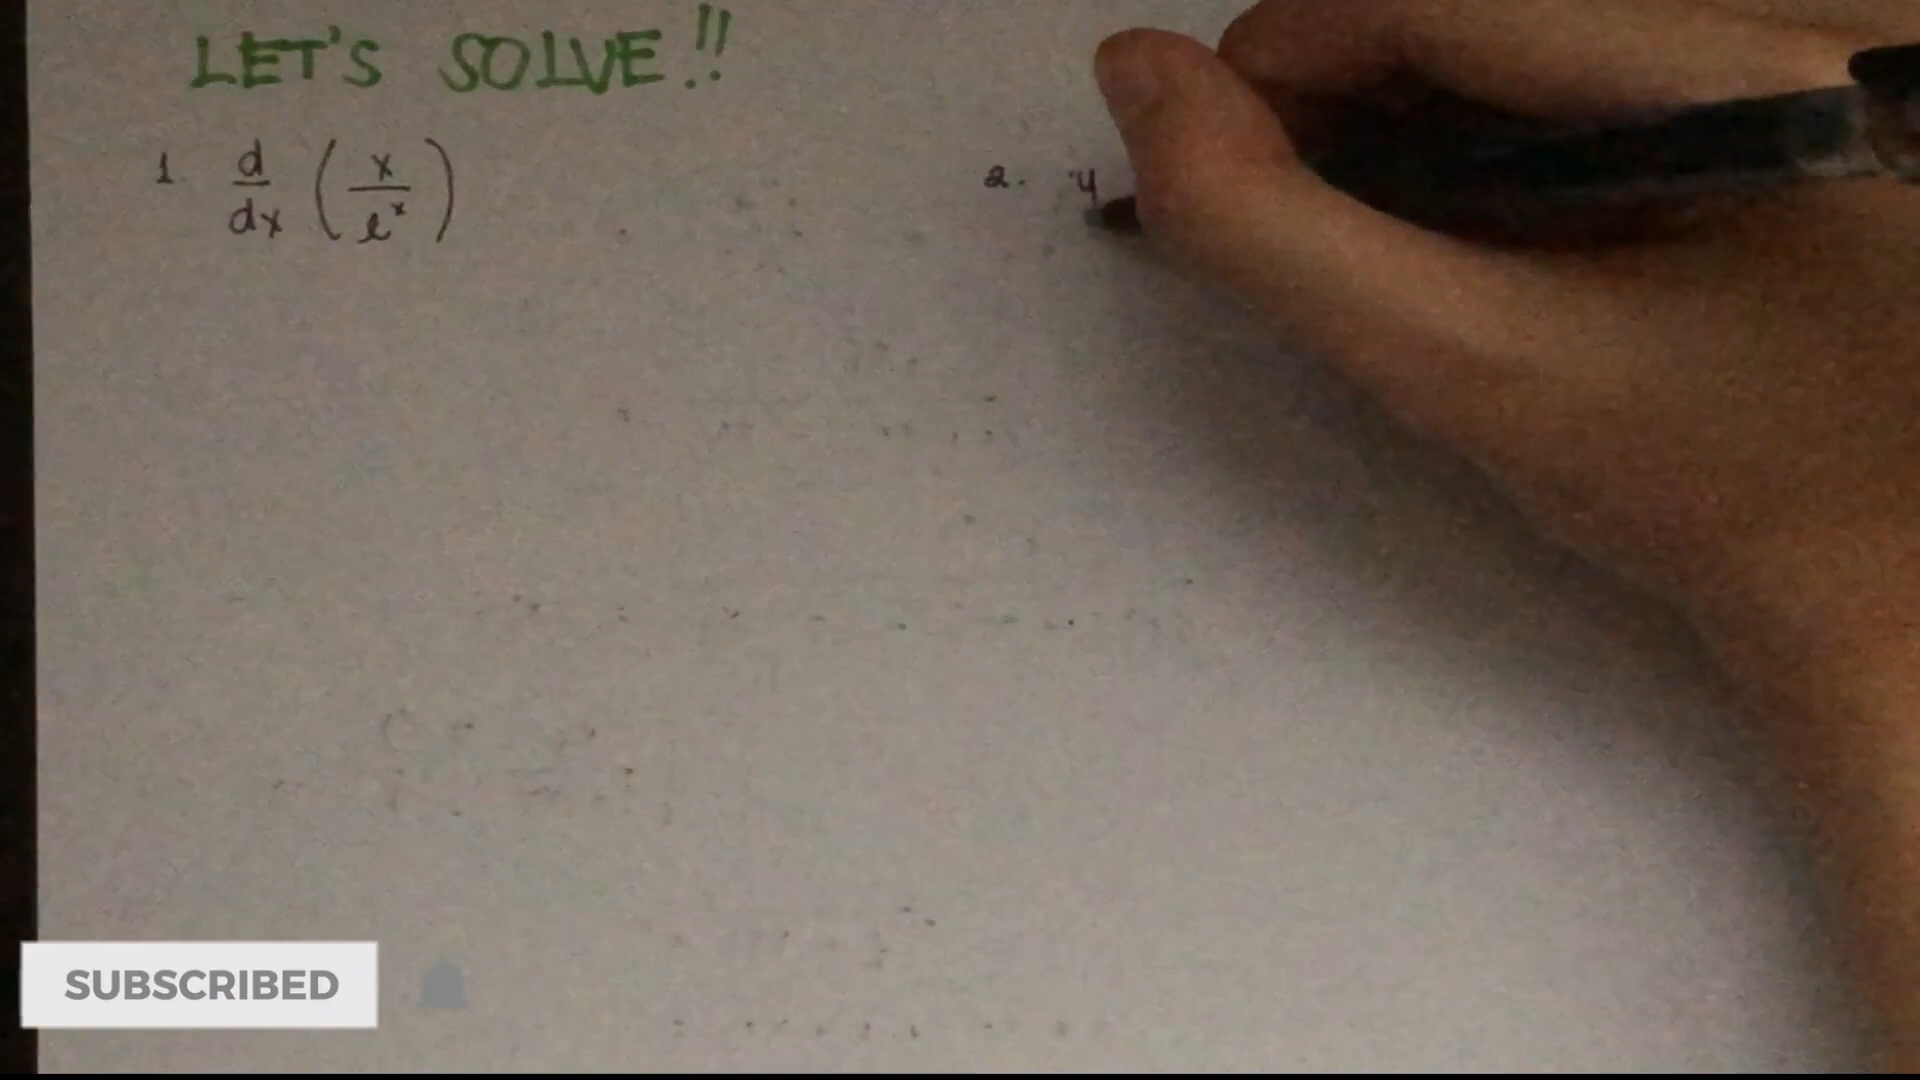 LET'S SOLVE!!
1. d/dx (x/e^x)
2. y
SUBSCRIBED